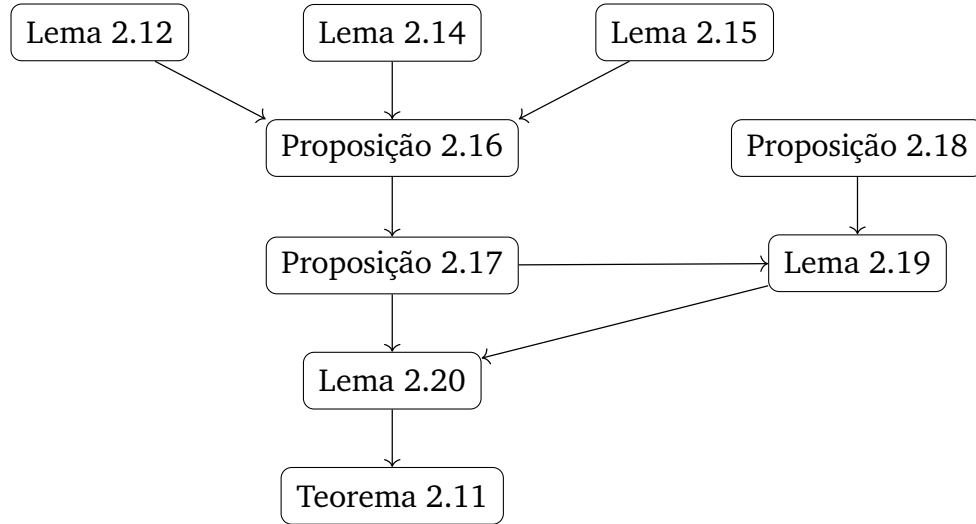 Lema 2.12
Lema 2.14
Lema 2.15
Proposição 2.16
Proposição 2.18
Proposição 2.17
Lema 2.19
Lema 2.20
Teorema 2.11